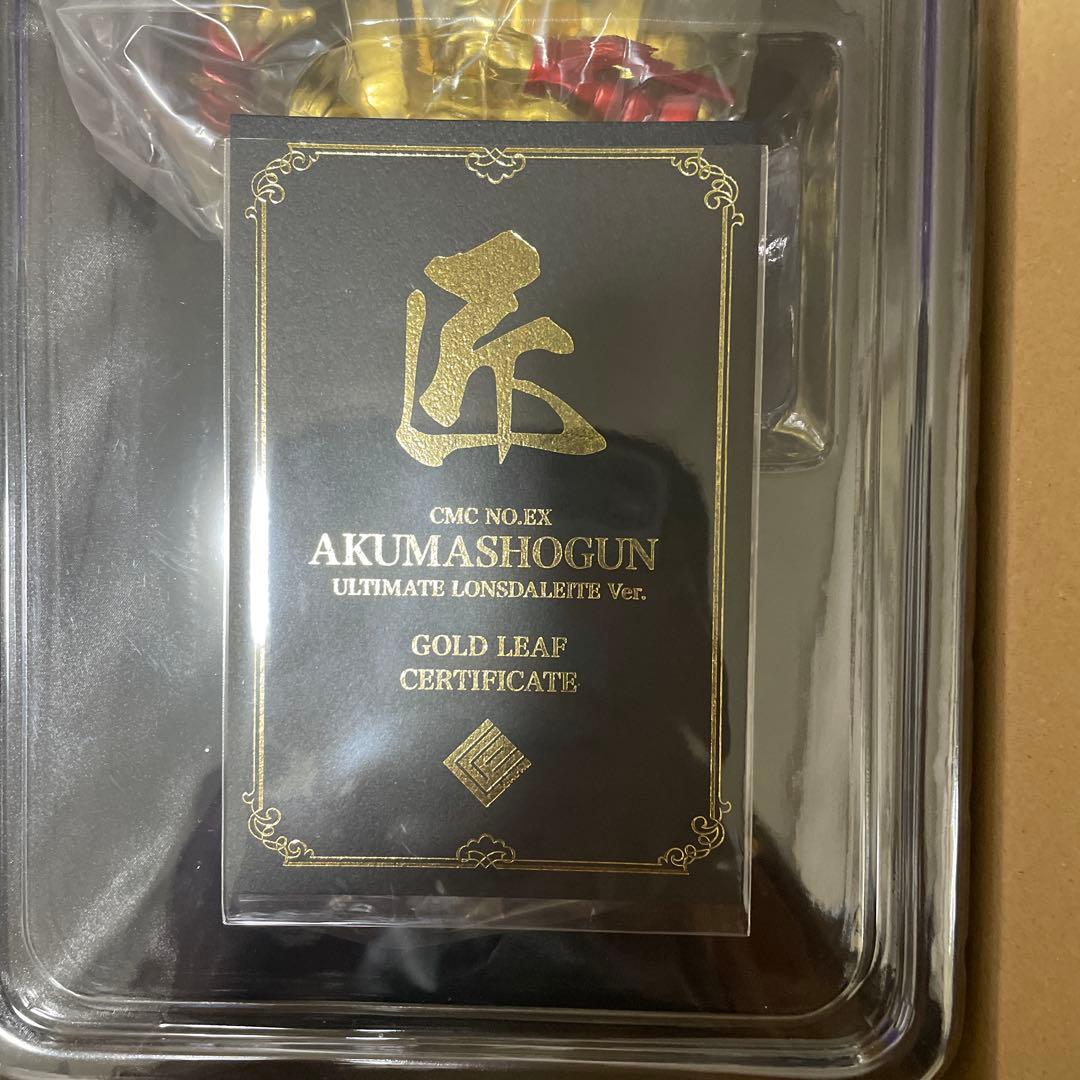 匠
CMC NO.EX
AKUMASHOGUN
ULTIMATE LONSDALEITE Ver.
GOLD LEAF
CERTIFICATE